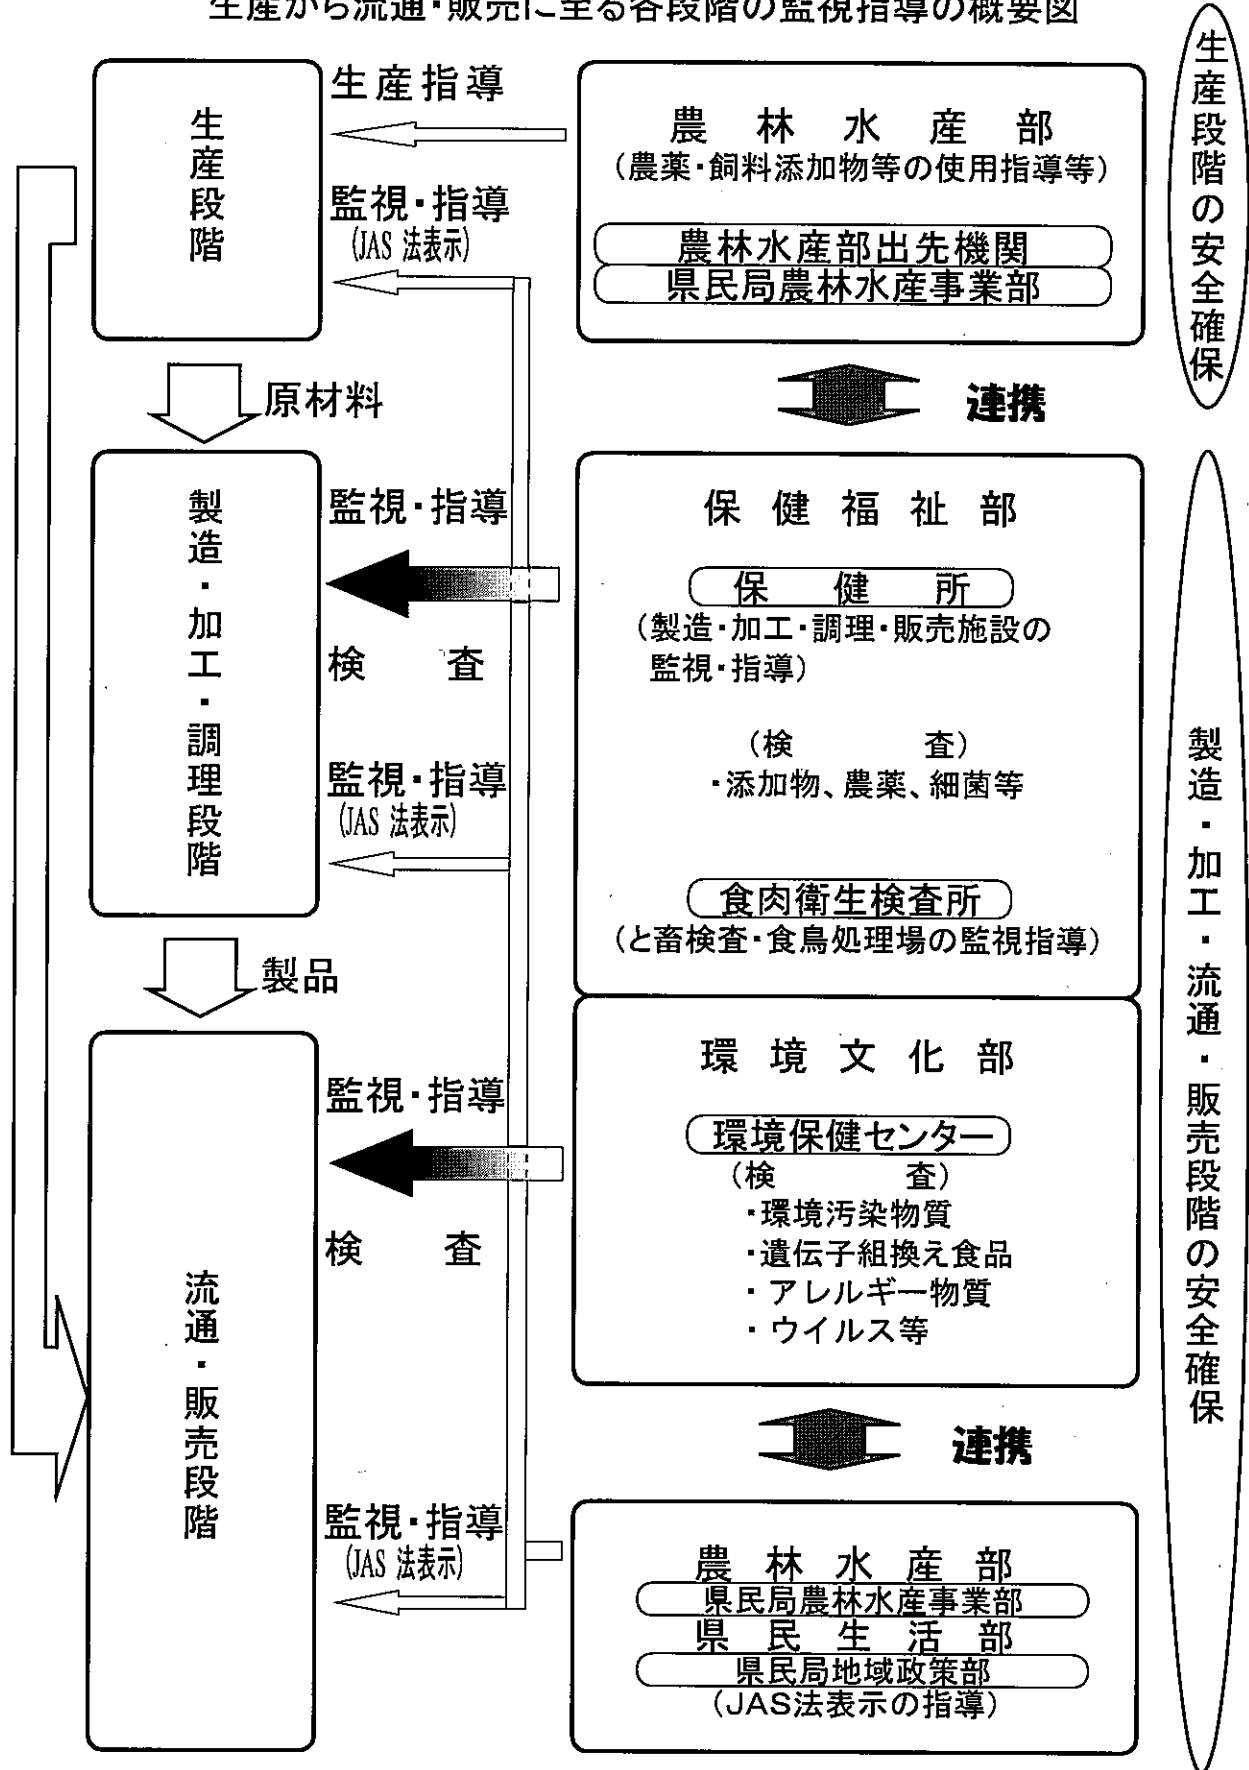 生産から流通・販売に至る各段階の監視指導の概要図
生産段階
生産指導
監視・指導
(JAS 法表示)
農林水産部
(農薬・飼料添加物等の使用指導等)
農林水産部出先機関
県民局農林水産事業部
生産段階の安全確保
原材料
連携
製造・加工・調理段階
監視・指導
検査
監視・指導
(JAS 法表示)
保健福祉部
保健所
(製造・加工・調理・販売施設の
監視・指導)
(検査)
・添加物、農薬、細菌等
食肉衛生検査所
(と畜検査・食鳥処理場の監視指導)
製造・加工・流通・販売段階の安全確保
製品
流通・販売段階
監視・指導
検査
監視・指導
(JAS 法表示)
環境文化部
環境保健センター
(検査)
・環境汚染物質
・遺伝子組換え食品
・アレルギー物質
・ウイルス等
連携
農林水産部
県民局農林水産事業部
県民生活部
県民局地域政策部
(JAS法表示の指導)